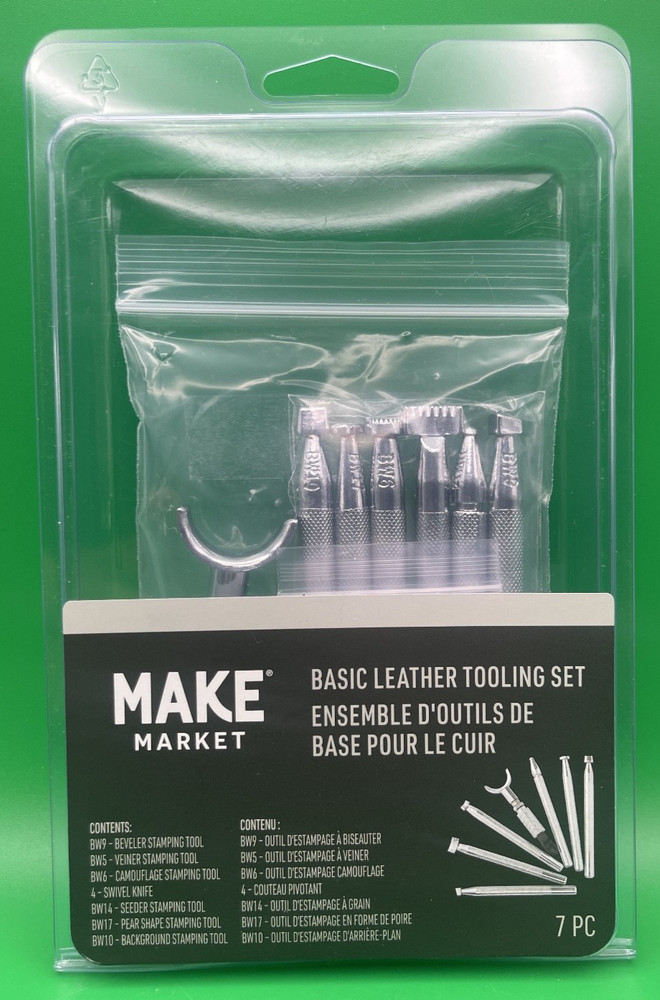 BW10
BW17
BW6
BW9
MAKE®
MARKET
BASIC LEATHER TOOLING SET
ENSEMBLE D'OUTILS DE
BASE POUR LE CUIR
CONTENTS:
BW9 - BEVELER STAMPING TOOL
BW5 - VEINER STAMPING TOOL
BW6 - CAMOUFLAGE STAMPING TOOL
4 - SWIVEL KNIFE
BW14 - SEEDER STAMPING TOOL
BW17 - PEAR SHAPE STAMPING TOOL
BW10 - BACKGROUND STAMPING TOOL
CONTENU :
BW9 - OUTIL D'ESTAMPAGE À BISEAUTER
BW5 - OUTIL D'ESTAMPAGE À VEINER
BW6 - OUTIL D'ESTAMPAGE CAMOUFLAGE
4 - COUTEAU PIVOTANT
BW14 - OUTIL D'ESTAMPAGE À GRAIN
BW17 - OUTIL D'ESTAMPAGE EN FORME DE POIRE
BW10 - OUTIL D'ESTAMPAGE D'ARRIÈRE-PLAN
7 PC